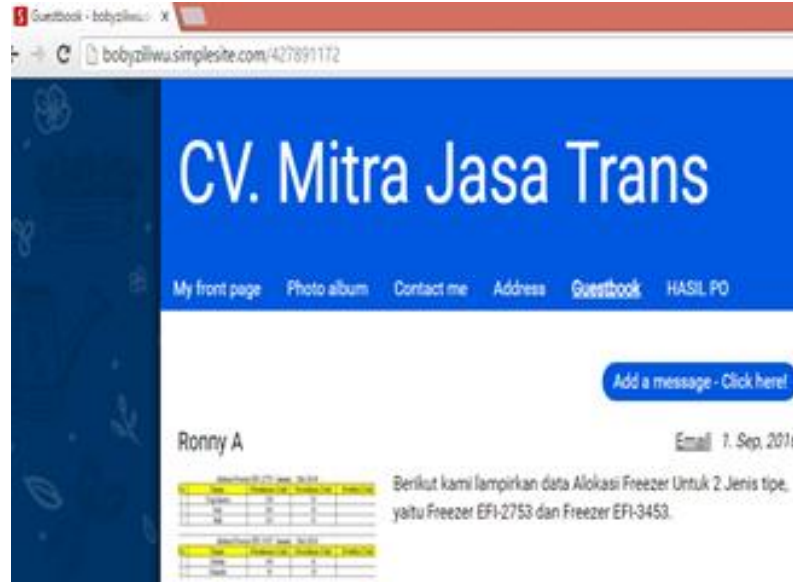 Guestbook -
bobyziliwu.simplesite.com/427891172
CV. Mitra Jasa Trans
My front page Photo album Contact me Address Guestbook HASIL PO
Add a message - Click here!
Ronny A
Email 1. Sep, 2016
Berikut kami lampirkan data Alokasi Freezer Untuk 2 Jenis tipe,
yaitu Freezer EFI-2753 dan Freezer EFI-3453.